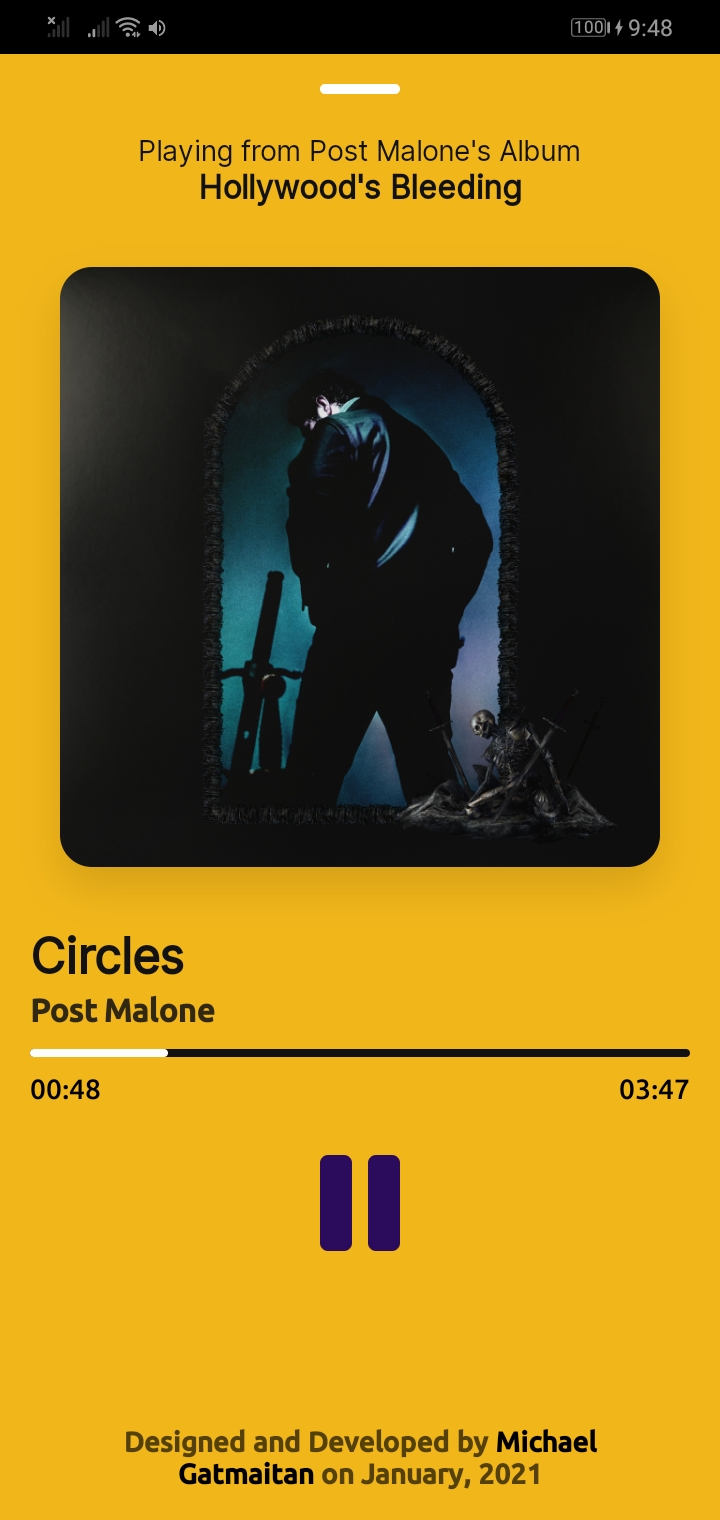 100 9:48
Playing from Post Malone's Album
Hollywood's Bleeding
Circles
Post Malone
00:48 03:47
Designed and Developed by Michael
Gatmaitan on January, 2021